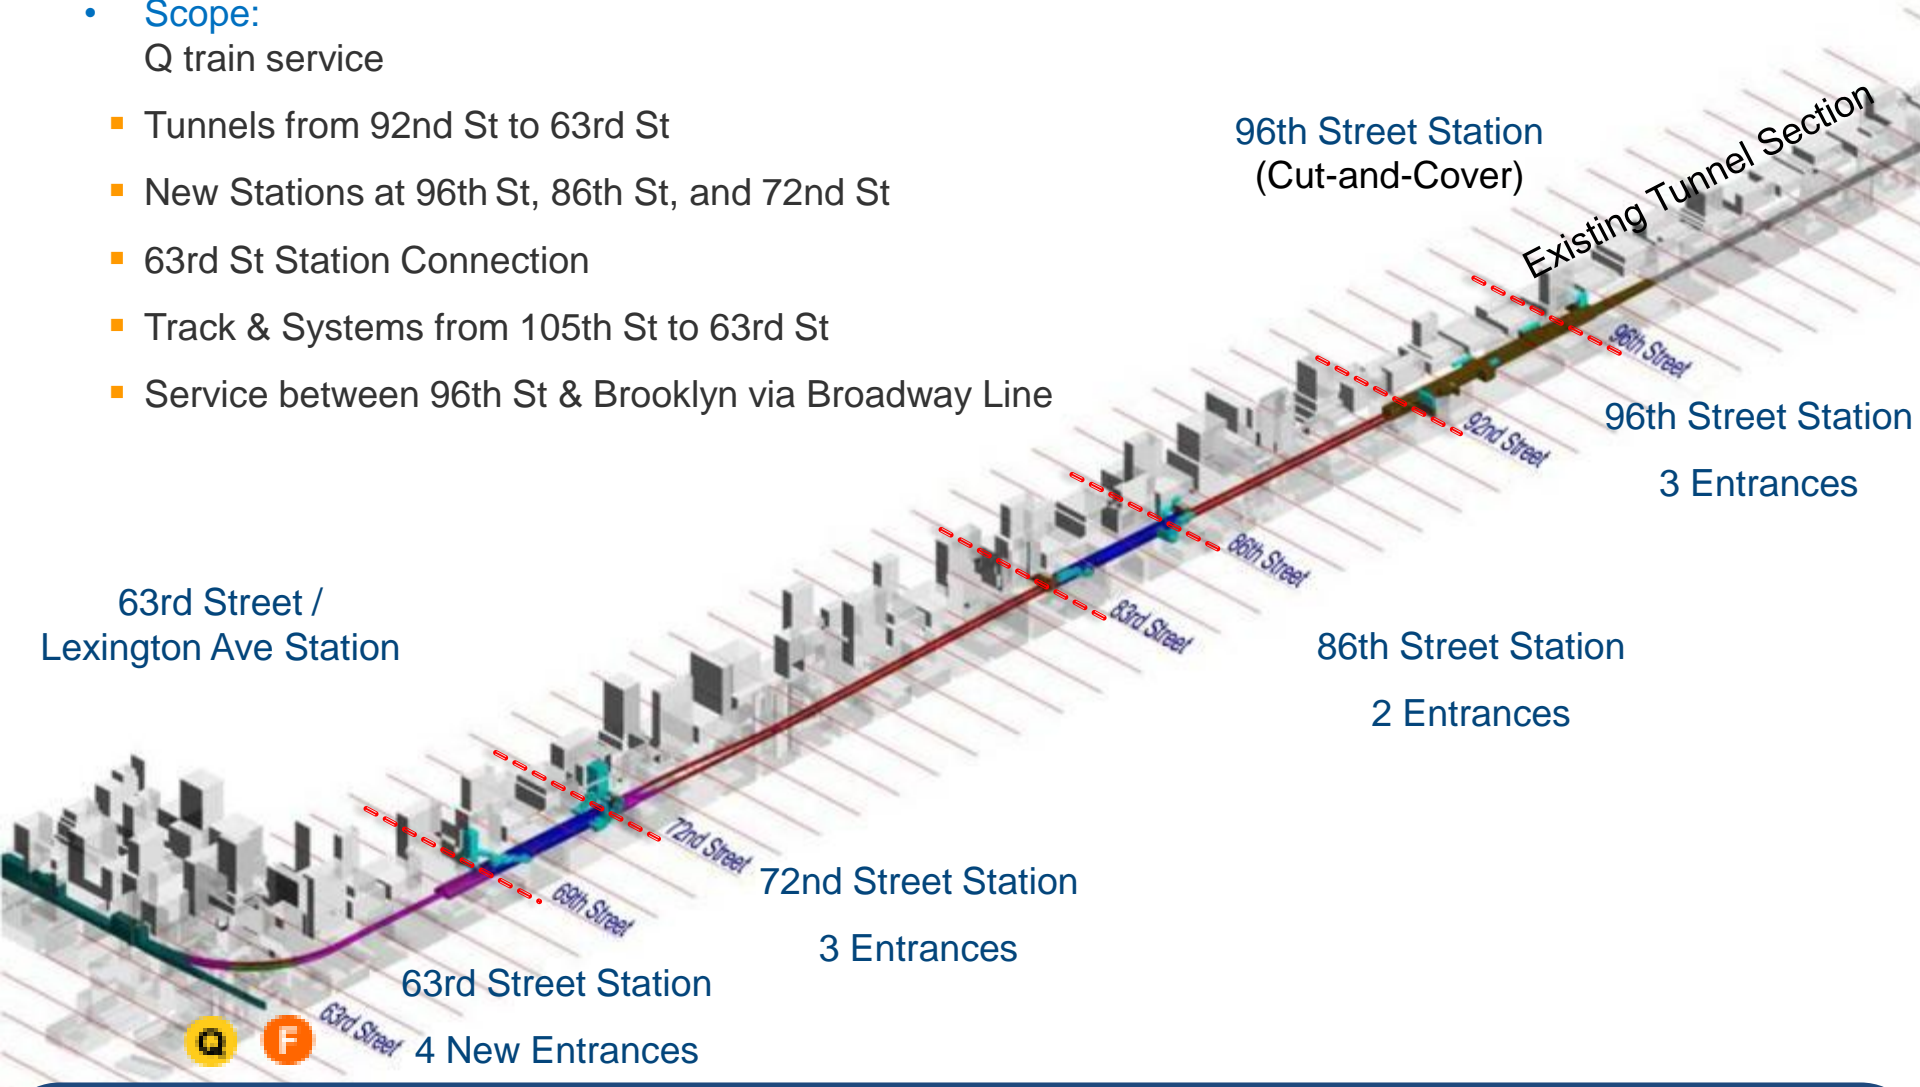 • Scope:
Q train service
▪ Tunnels from 92nd St to 63rd St
▪ New Stations at 96th St, 86th St, and 72nd St
▪ 63rd St Station Connection
▪ Track & Systems from 105th St to 63rd St
▪ Service between 96th St & Brooklyn via Broadway Line
96th Street Station
(Cut-and-Cover)
Existing Tunnel Section
96th Street
96th Street Station
3 Entrances
92nd Street
86th Street
83rd Street
86th Street Station
2 Entrances
63rd Street /
Lexington Ave Station
72nd Street
72nd Street Station
3 Entrances
69th Street
63rd Street Station
4 New Entrances
63rd Street
Q
F